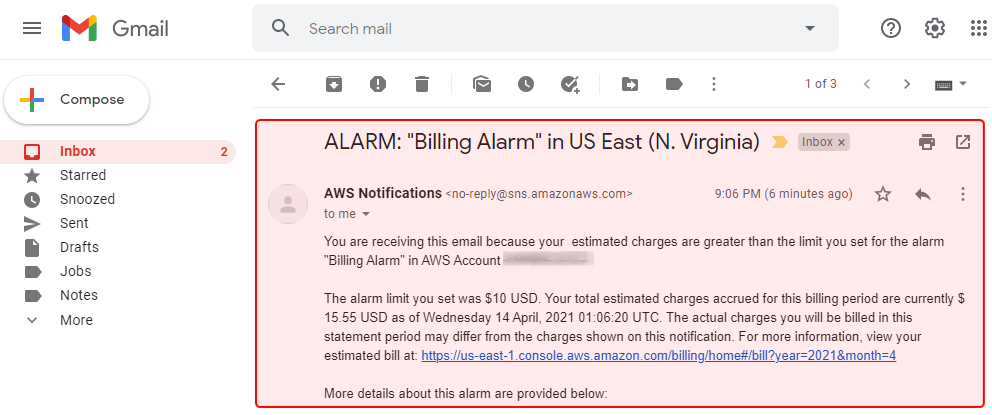 Gmail
Search mail
Compose
1 of 3
Inbox 2
Starred
Snoozed
Sent
Drafts
Jobs
Notes
More
ALARM: "Billing Alarm" in US East (N. Virginia) Inbox x
AWS Notifications <no-reply@sns.amazonaws.com> 9:06 PM (6 minutes ago)
to me
You are receiving this email because your  estimated charges are greater than the limit you set for the alarm
"Billing Alarm" in AWS Account
The alarm limit you set was $10 USD. Your total estimated charges accrued for this billing period are currently $
15.55 USD as of Wednesday 14 April, 2021 01:06:20 UTC. The actual charges you will be billed in this
statement period may differ from the charges shown on this notification. For more information, view your
estimated bill at: https://us-east-1.console.aws.amazon.com/billing/home#/bill?year=2021&month=4
More details about this alarm are provided below: